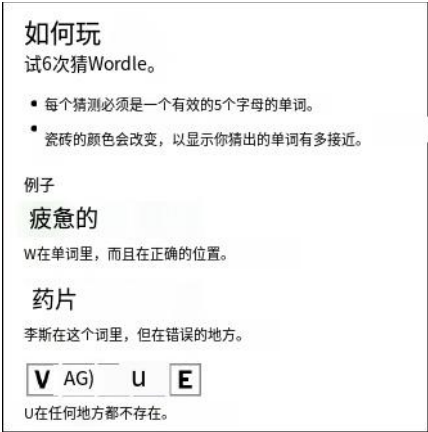 如何玩
试6次猜Wordle。
• 每个猜测必须是一个有效的5个字母的单词。
• 瓷砖的颜色会改变，以显示你猜出的单词有多接近。
例子
疲惫的
W在单词里，而且在正确的位置。
药片
李斯在这个词里，但在错误的地方。
V AG) u E
U在任何地方都不存在。